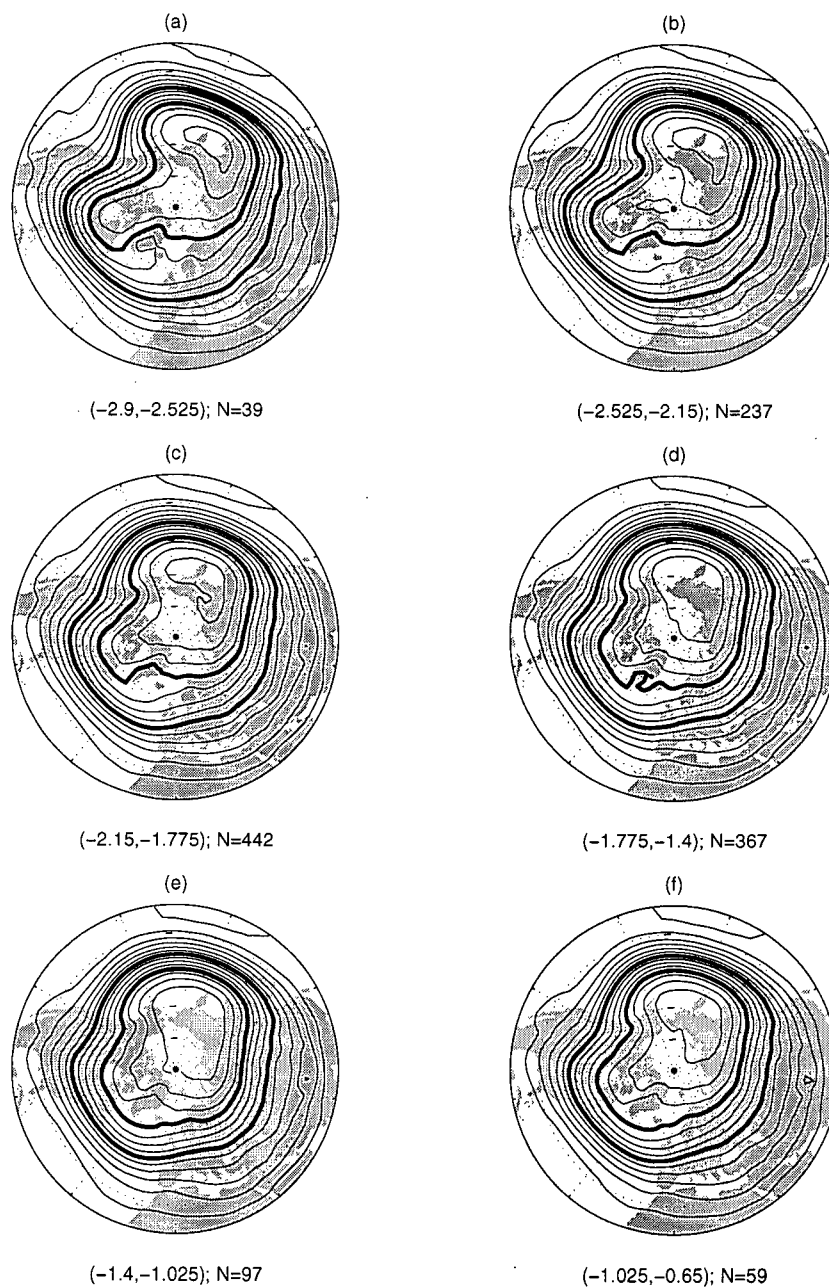 (a)
(b)
(−2.9,−2.525); N=39
(−2.525,−2.15); N=237
(c)
(d)
(−2.15,−1.775); N=442
(−1.775,−1.4); N=367
(e)
(f)
(−1.4,−1.025); N=97
(−1.025,−0.65); N=59